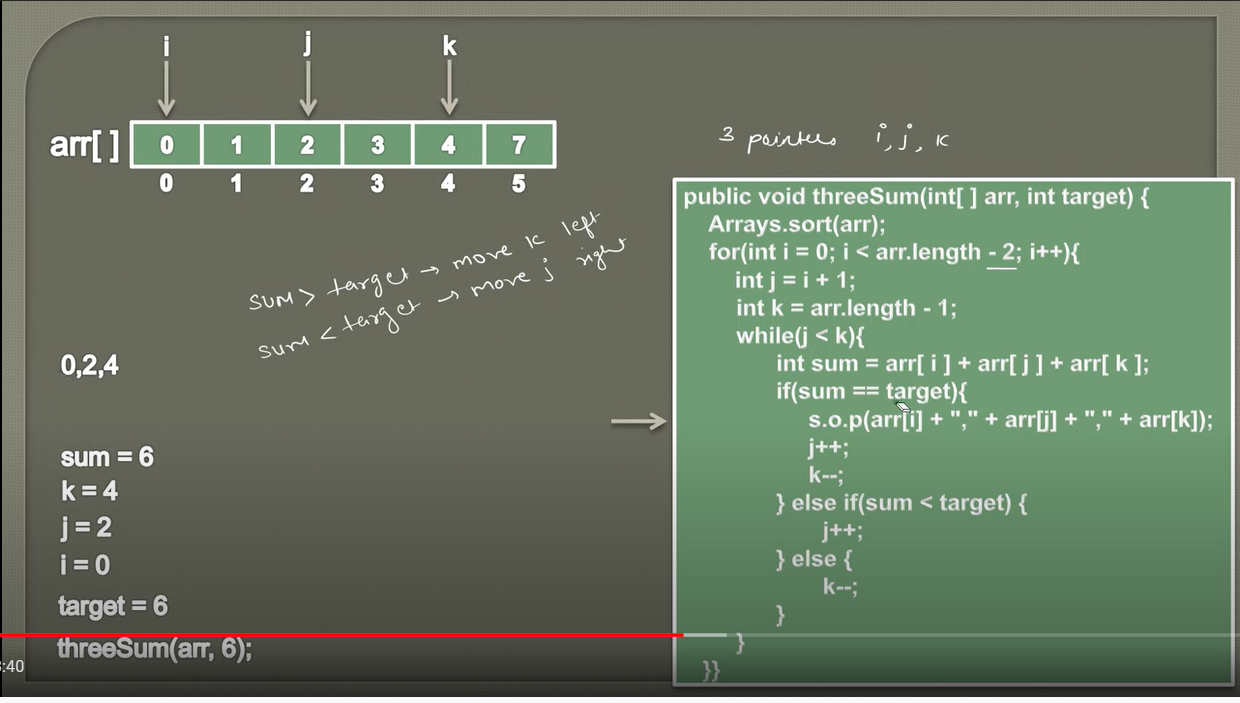 i j k
arr[ ] 0 1 2 3 4 7
0 1 2 3 4 5
3 pointers i, j, k
sum > target → move k left
sum < target → move j right
0,2,4
sum = 6
k = 4
j = 2
i = 0
target = 6
threeSum(arr, 6);
:40
public void threeSum(int[ ] arr, int target) {
Arrays.sort(arr);
for(int i = 0; i < arr.length - 2; i++){
int j = i + 1;
int k = arr.length - 1;
while(j < k){
int sum = arr[ i ] + arr[ j ] + arr[ k ];
if(sum == target){
s.o.p(arr[i] + "," + arr[j] + "," + arr[k]);
j++;
k--;
} else if(sum < target) {
j++;
} else {
k--;
}
}
}}